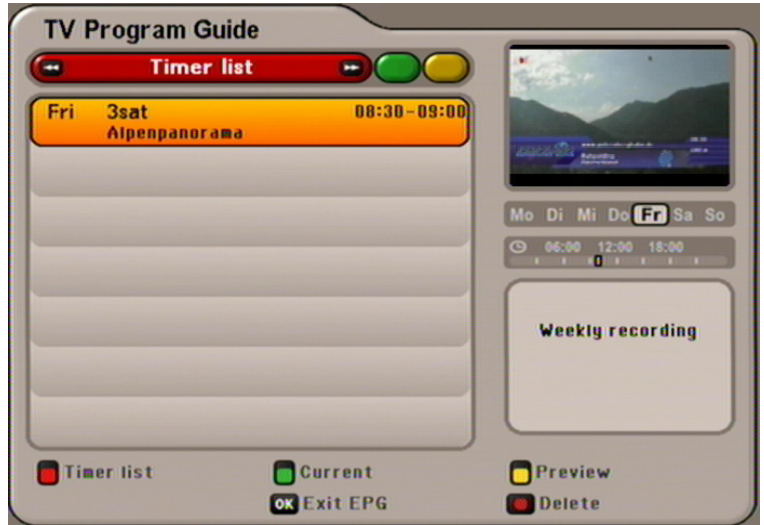 TV Program Guide
Timer list
Fri 3sat 08:30-09:00
Alpenpanorama
Mo Di Mi Do Fr Sa So
06:00 12:00 18:00
Weekly recording
Timer list Current Preview
OK Exit EPG Delete